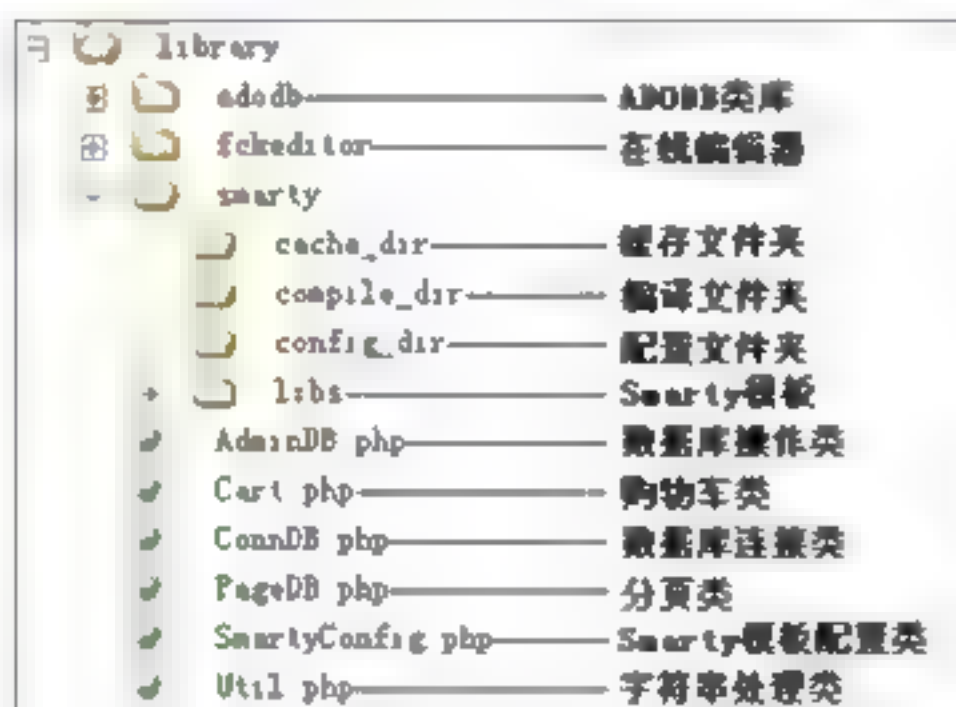 library
adodb ADODB类库
fckeditor 在线编辑器
smarty
cache_dir 缓存文件夹
compile_dir 编译文件夹
config_dir 配置文件夹
libs Smarty模板
AdminDB php 数据库操作类
Cart php 购物车类
ConnDB php 数据库连接类
PageDB php 分页类
SmartyConfig php Smarty模板配置类
Util php 字符串处理类